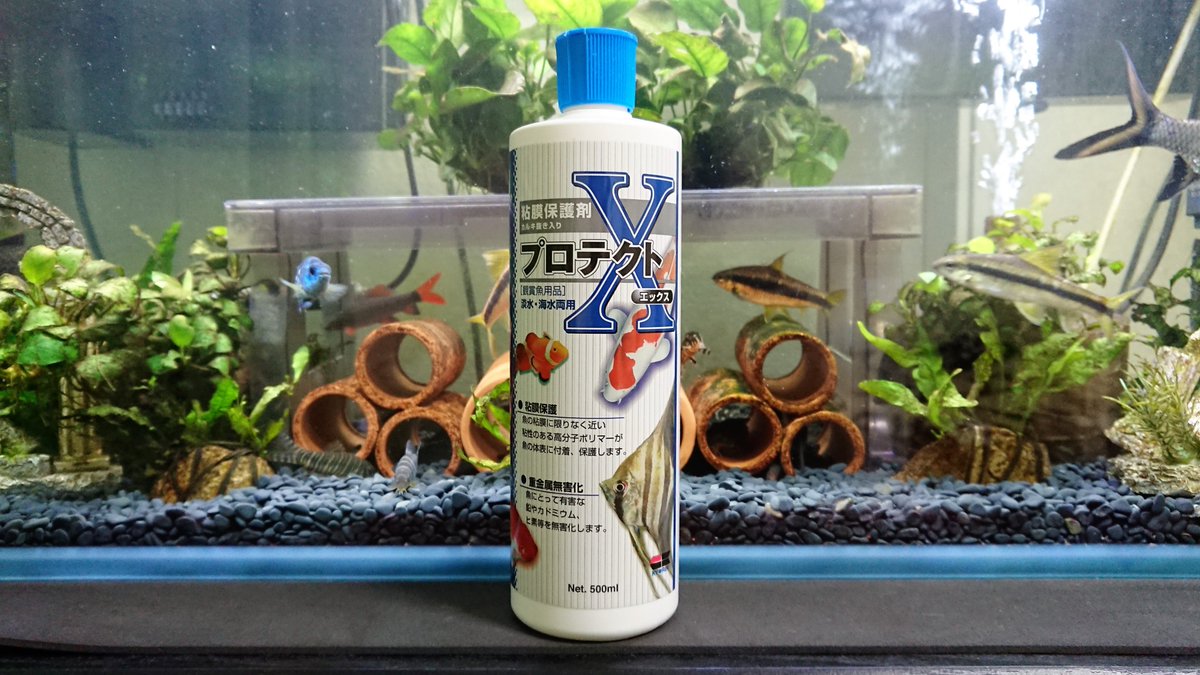 X
粘膜保護剤
カルキ抜き入り
プロテクト
エックス
[観賞魚用品]
淡水・海水両用
● 粘膜保護
魚の粘膜に限りなく近い
粘性のある高分子ポリマーが
魚の体表に付着、保護します。
● 重金属無害化
魚にとって有害な
鉛やカドミウム、
ヒ素等を無害化します。
Net. 500ml